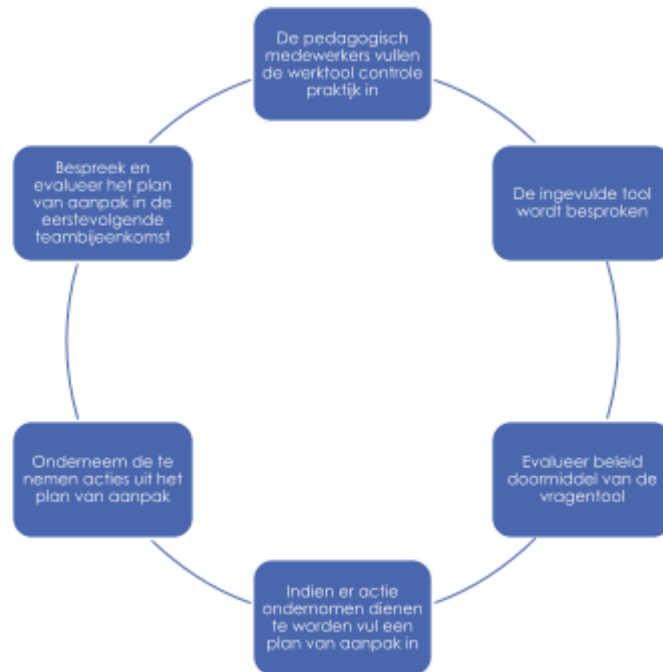 De pedagogisch
medewerkers vullen
de werktool controle
praktijk in
De ingevulde tool
wordt besproken
Evalueer beleid
doormiddel van de
vragentool
Indien er actie
ondernomen dienen
te worden vul een
plan van aanpak in
Onderneem de te
nemen acties uit het
plan van aanpak
Bespreek en
evalueer het plan
van aanpak in de
eerstevolgende
teambijeenkomst